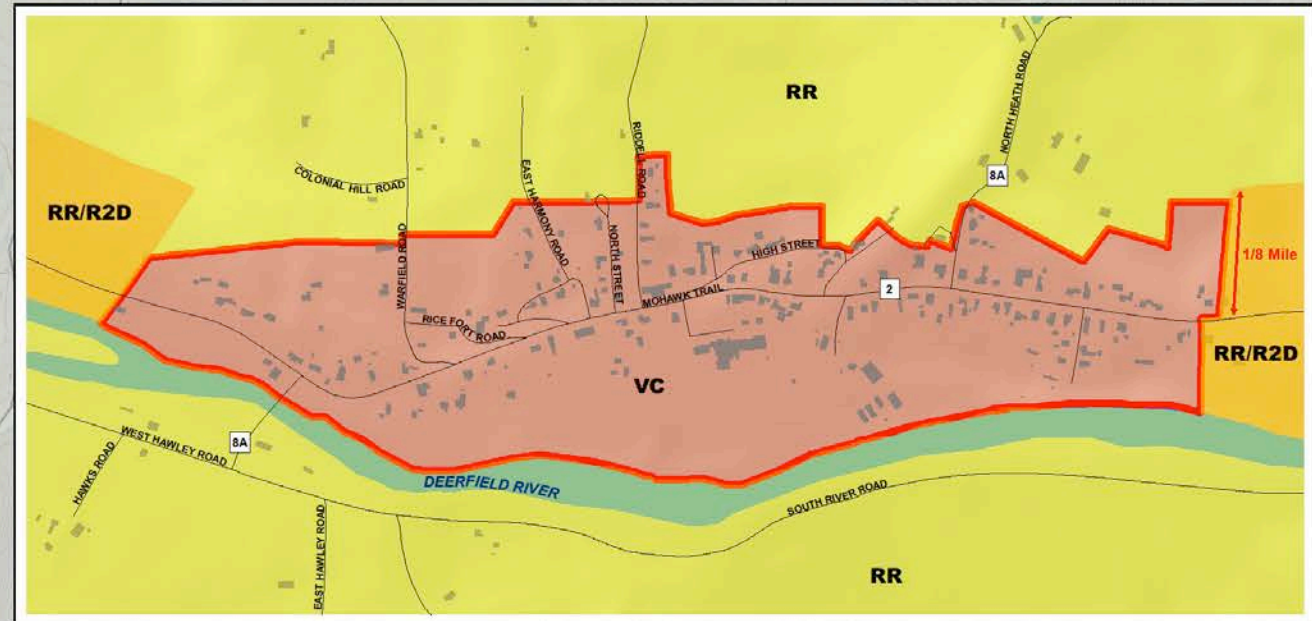 RR
NORTH HEATH ROAD
RIDDELL ROAD
COLONIAL HILL ROAD
EAST HARMONY ROAD
8A
RR/R2D
WARFIELD ROAD
NORTH STREET
HIGH STREET
1/8 Mile
2
MOHAWK TRAIL
RICE FORT ROAD
RR/R2D
VC
WEST HAWLEY ROAD
8A
HAWKS ROAD
DEERFIELD RIVER
SOUTH RIVER ROAD
EAST HAWLEY ROAD
RR